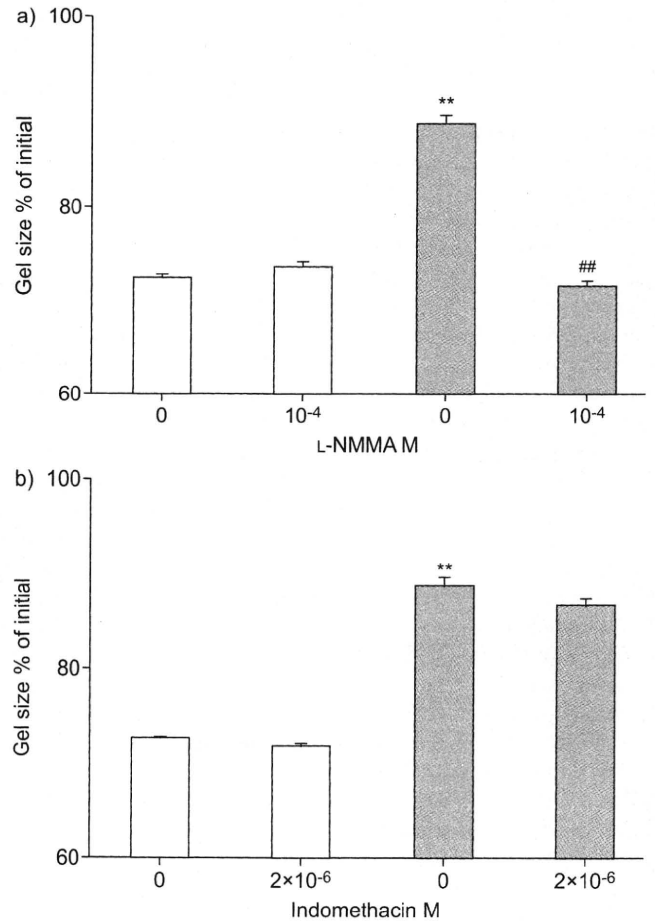 a) 100
**
80
##
60
0 10⁻⁴ 0 10⁻⁴
L-NMMA M
Gel size % of initial
b) 100
**
80
60
0 2×10⁻⁶ 0 2×10⁻⁶
Indomethacin M
Gel size % of initial